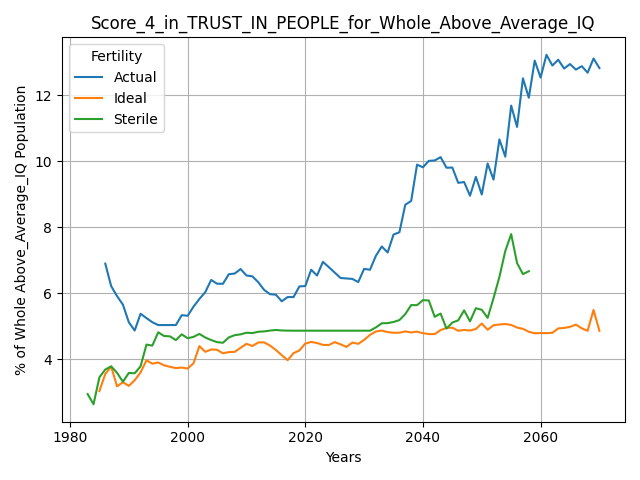 Score_4_in_TRUST_IN_PEOPLE_for_Whole_Above_Average_IQ
% of Whole Above_Average_IQ Population
Fertility
Actual
Ideal
Sterile
12
10
8
6
4
1980 2000 2020 2040 2060
Years